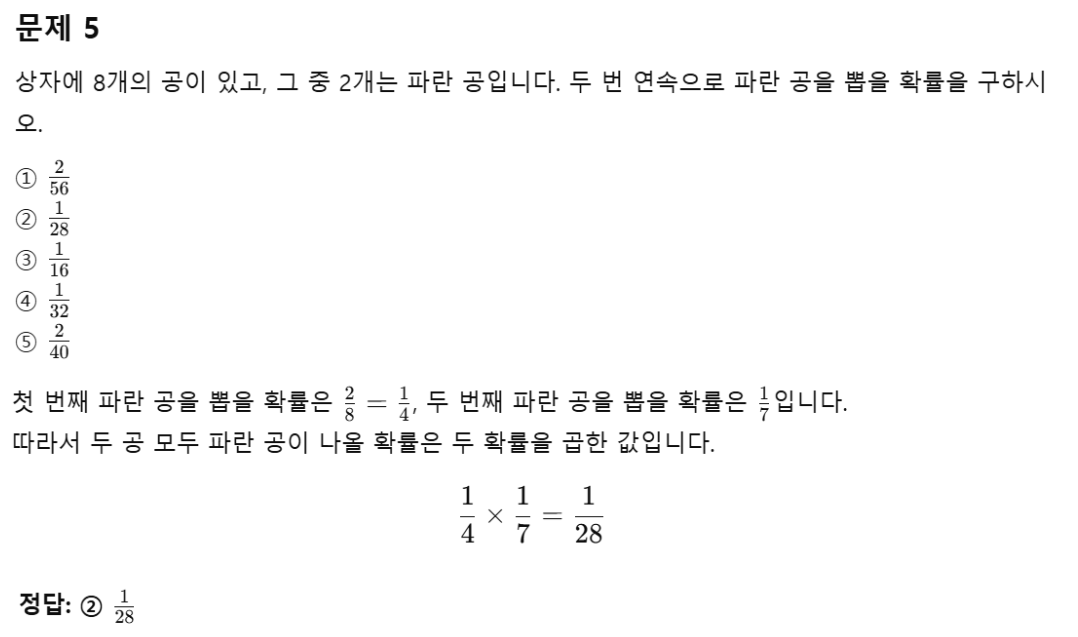 문제 5
상자에 8개의 공이 있고, 그 중 2개는 파란 공입니다. 두 번 연속으로 파란 공을 뽑을 확률을 구하시
오.
① 2/56
② 1/28
③ 1/16
④ 1/32
⑤ 2/40
첫 번째 파란 공을 뽑을 확률은 2/8 = 1/4, 두 번째 파란 공을 뽑을 확률은 1/7입니다.
따라서 두 공 모두 파란 공이 나올 확률은 두 확률을 곱한 값입니다.
1/4 × 1/7 = 1/28
정답: ② 1/28